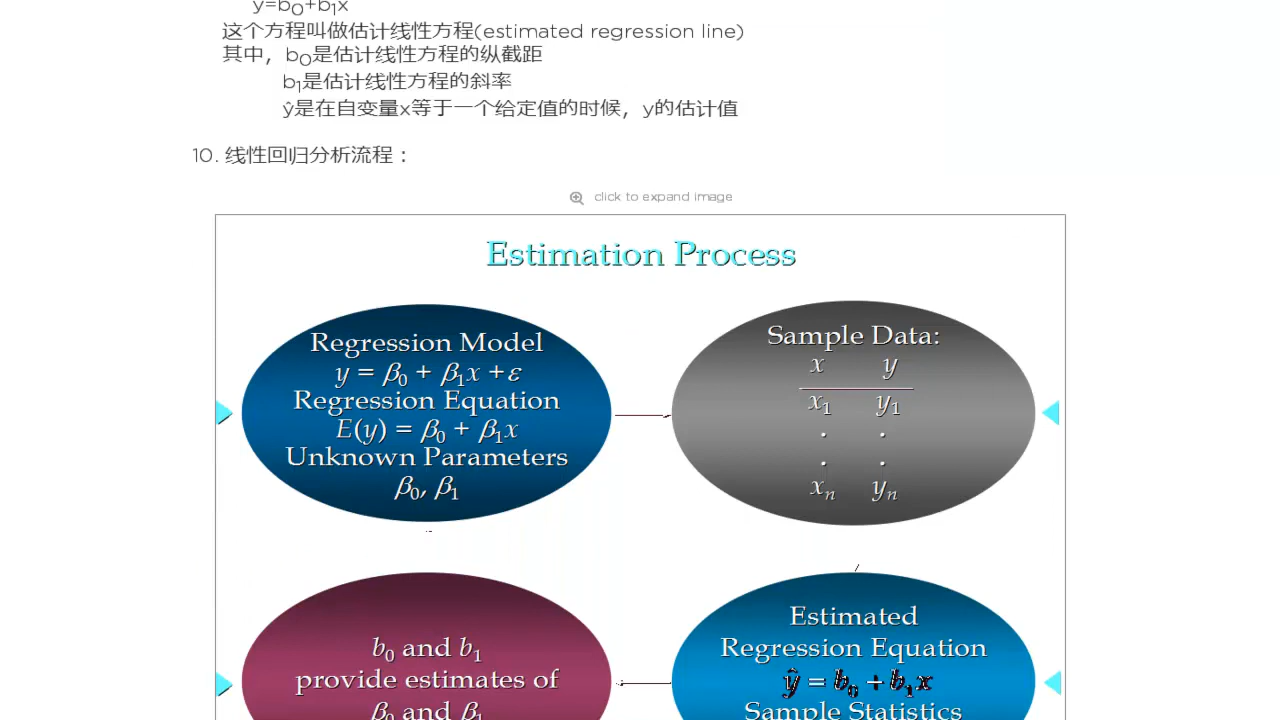 y=b₀+b₁x
这个方程叫做估计线性方程(estimated regression line)
其中，b₀是估计线性方程的纵截距
b₁是估计线性方程的斜率
ŷ是在自变量x等于一个给定值的时候，y的估计值
10. 线性回归分析流程：
click to expand image
Estimation Process
Regression Model
y = β₀ + β₁x + ε
Regression Equation
E(y) = β₀ + β₁x
Unknown Parameters
β₀, β₁
Sample Data:
x y
x₁ y₁
. .
. .
xₙ yₙ
b₀ and b₁
provide estimates of
β₀ and β₁
Estimated
Regression Equation
ŷ = b₀ + b₁x
Sample Statistics